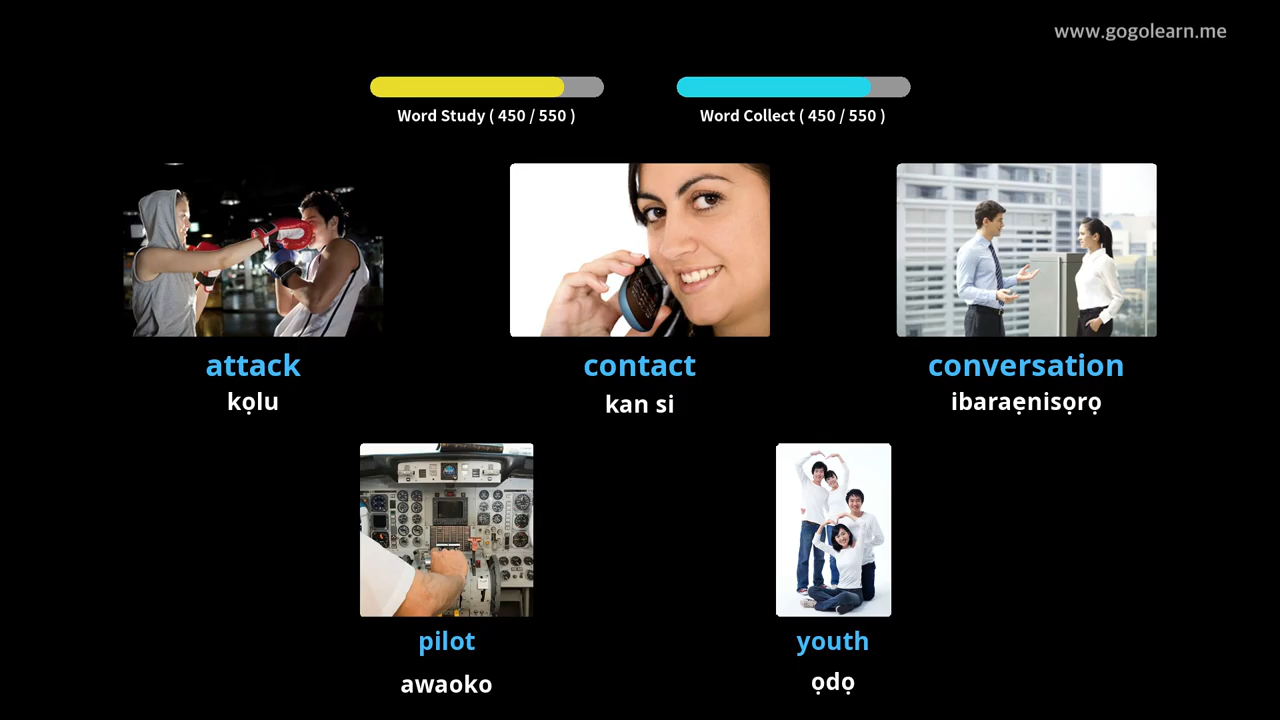 www.gogolearn.me
Word Study ( 450 / 550 )
Word Collect ( 450 / 550 )
attack
kọlu
contact
kan si
conversation
ibaraẹnisọrọ
pilot
awaoko
youth
ọdọ